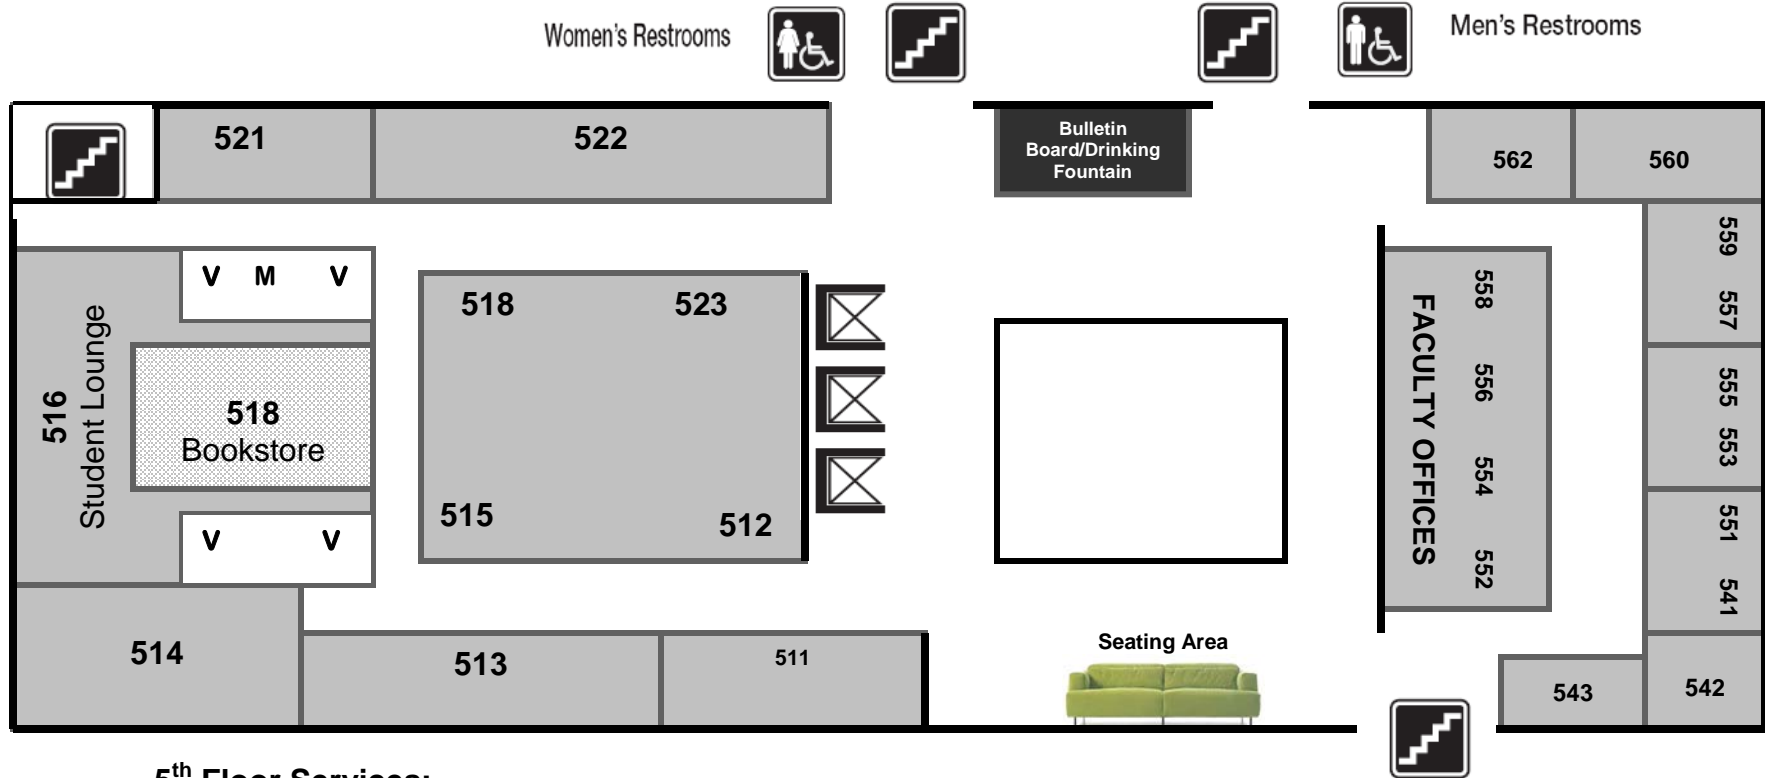 Women's Restrooms
Men's Restrooms
521
522
Bulletin
Board/Drinking
Fountain
562
560
559
557
555
553
551
541
V M V
518
523
558
556
554
552
FACULTY OFFICES
516
Student Lounge
518
Bookstore
515
512
V V
514
513
511
Seating Area
543
542
5th Floor Services: